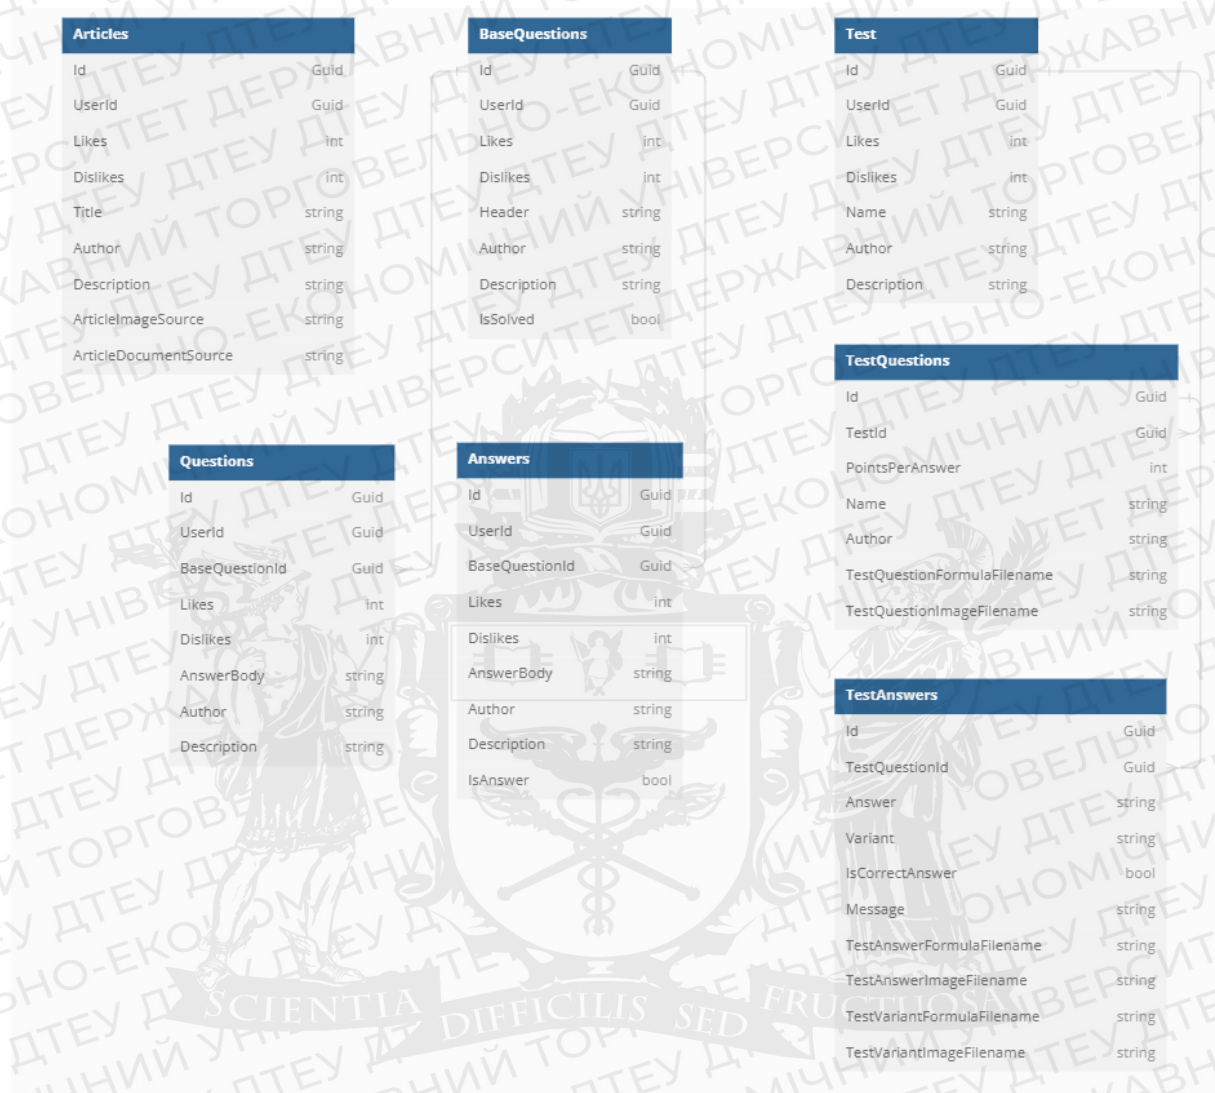 Articles
Id Guid
UserId Guid
Likes int
Dislikes int
Title string
Author string
Description string
ArticleImageSource string
ArticleDocumentSource string
BaseQuestions
Id Guid
UserId Guid
Likes int
Dislikes int
Header string
Author string
Description string
IsSolved bool
Test
Id Guid
UserId Guid
Likes int
Dislikes int
Name string
Author string
Description string
TestQuestions
Id Guid
TestId Guid
PointsPerAnswer int
Name string
Author string
TestQuestionFormulaFilename string
TestQuestionImageFilename string
Questions
Id Guid
UserId Guid
BaseQuestionId Guid
Likes int
Dislikes int
AnswerBody string
Author string
Description string
Answers
Id Guid
UserId Guid
BaseQuestionId Guid
Likes int
Dislikes int
AnswerBody string
Author string
Description string
IsAnswer bool
TestAnswers
Id Guid
TestQuestionId Guid
Answer string
Variant string
IsCorrectAnswer bool
Message string
TestAnswerFormulaFilename string
TestAnswerImageFilename string
TestVariantFormulaFilename string
TestVariantImageFilename string
SCIENTIA DIFFICILIS SED FRUCTUOSA